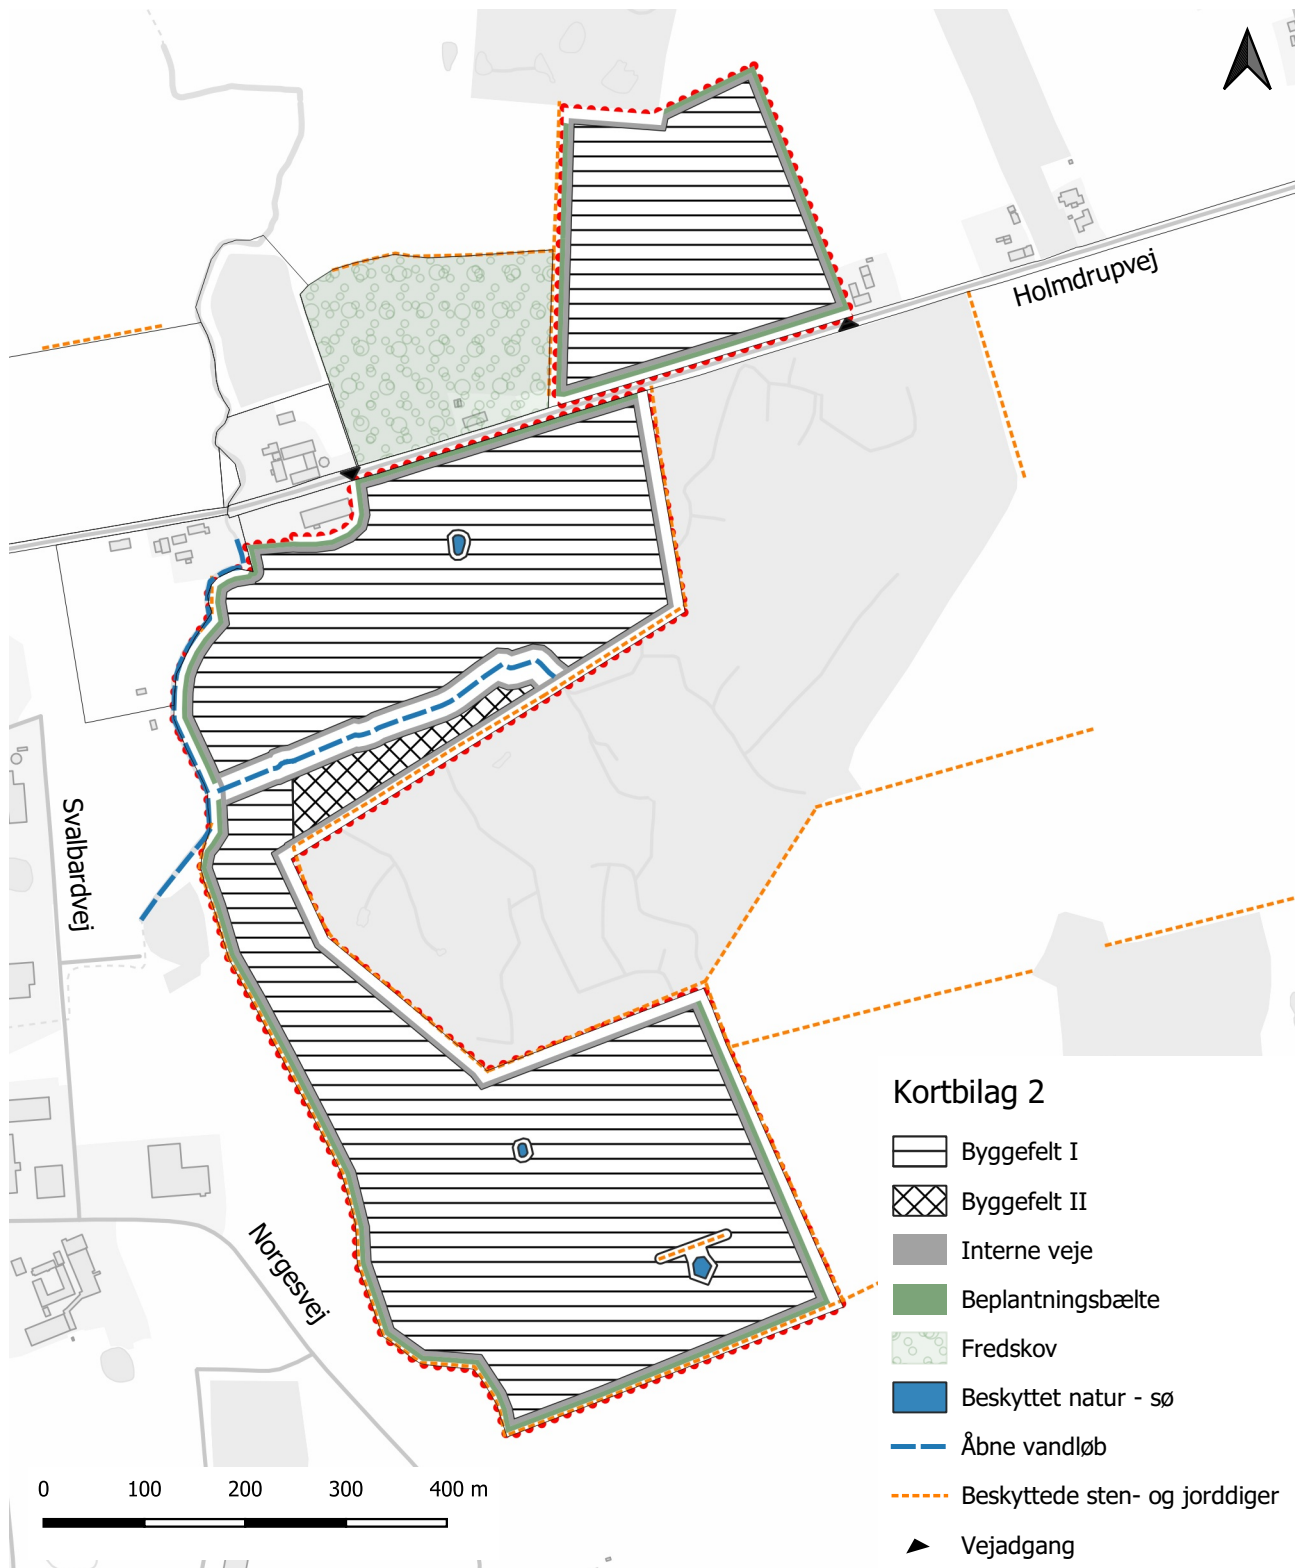 Holmdrupvej
Svalbardvej
Norgesvej
Kortbilag 2
Byggefelt I
Byggefelt II
Interne veje
Beplantningsbælte
Fredskov
Beskyttet natur - sø
Åbne vandløb
Beskyttede sten- og jorddiger
Vejadgang
0 100 200 300 400 m